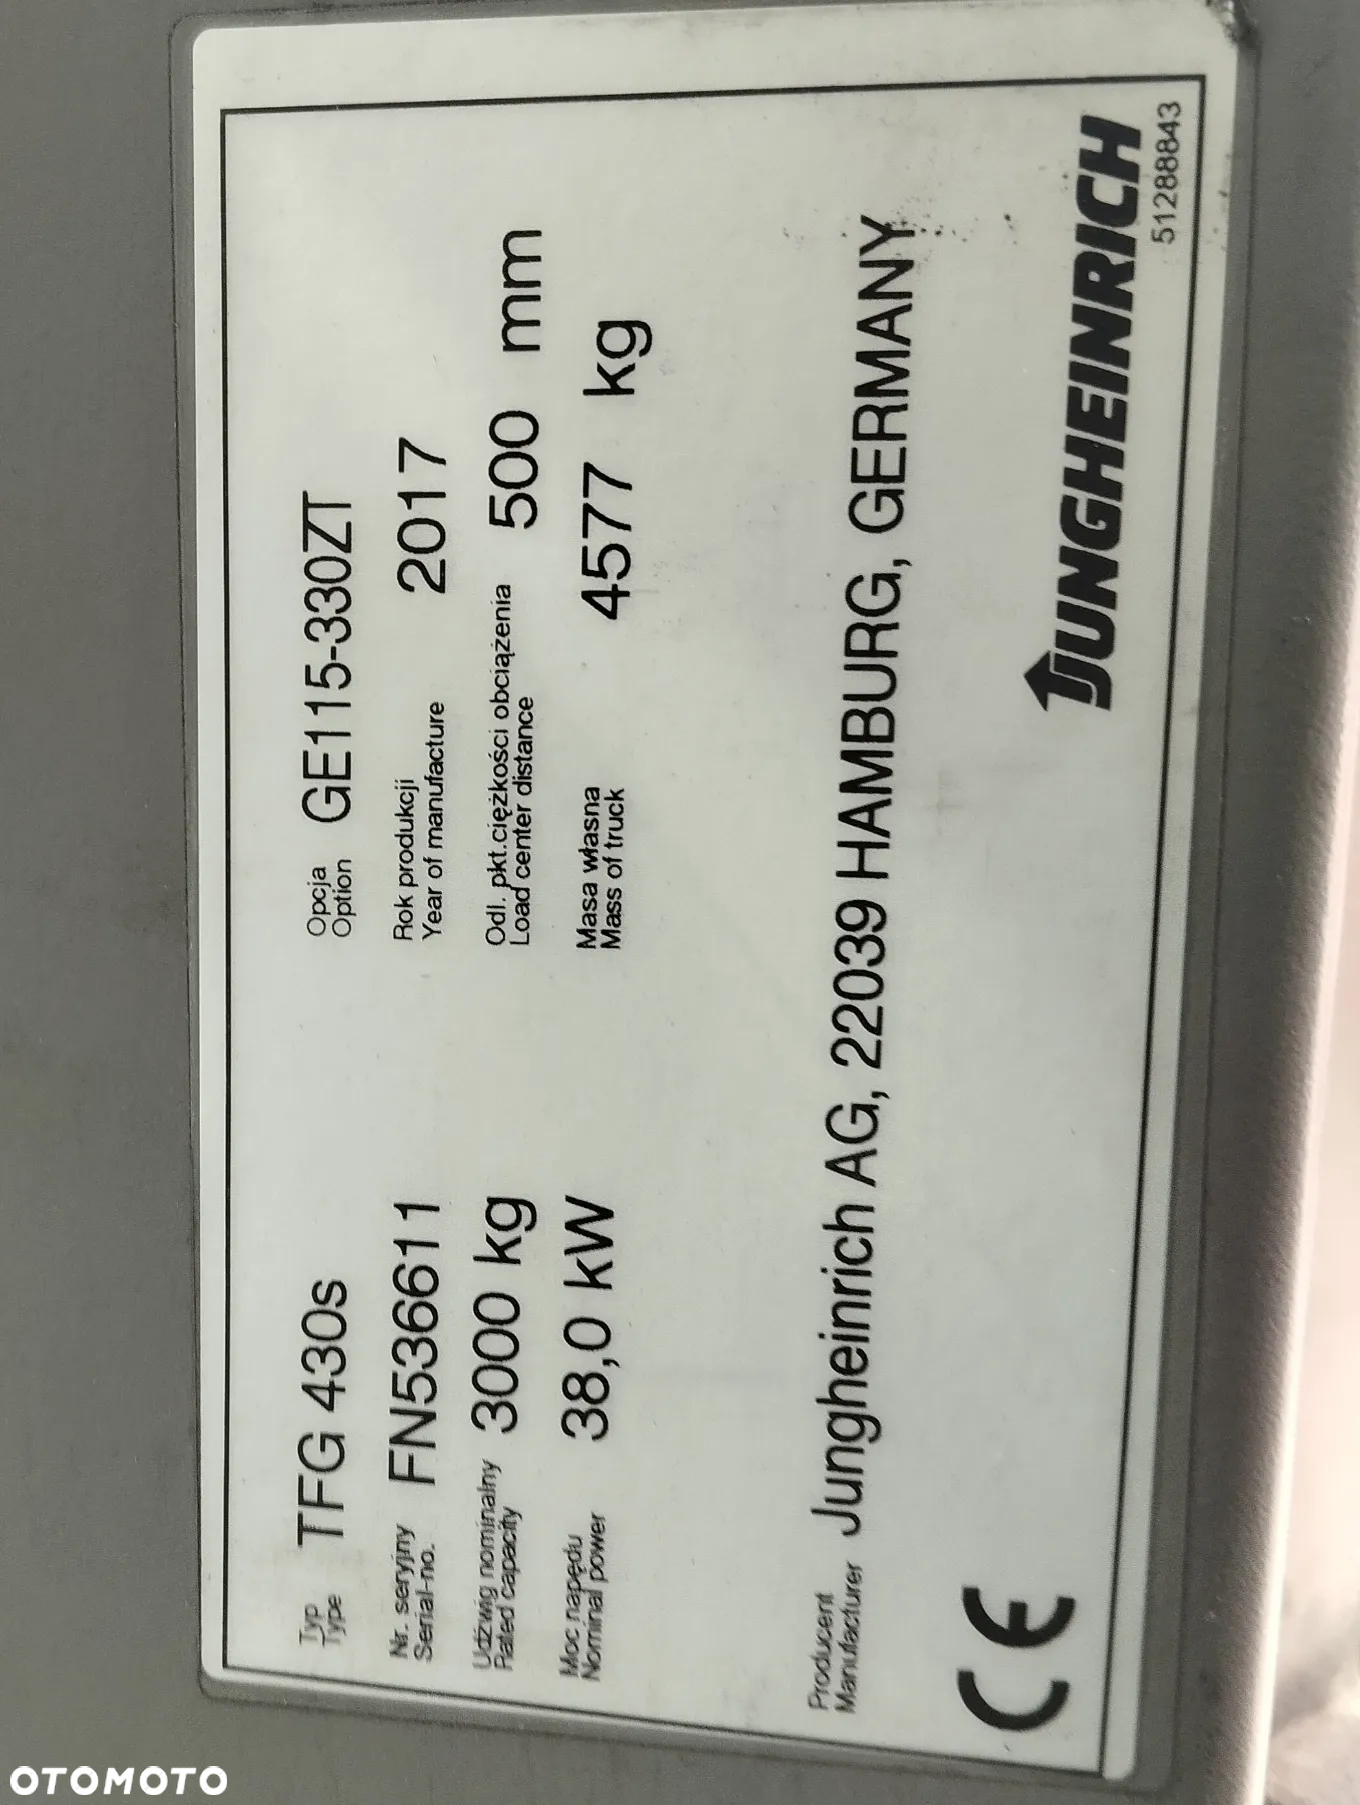 Typ
Type
TFG 430s
Opcja
Option
GE115-330ZT
Nr. seryjny
Serial-no.
FN536611
Rok produkcji
Year of manufacture
2017
Udźwig nominalny
Rated capacity
3000 kg
Odl. pkt.ciężkości obciążenia
Load center distance
500 mm
Moc napędu
Nominal power
38,0 kW
Masa własna
Mass of truck
4577 kg
Producent
Manufacturer
Jungheinrich AG, 22039 HAMBURG, GERMANY
CE
JUNGHEINRICH
51288843
OTOMOTO